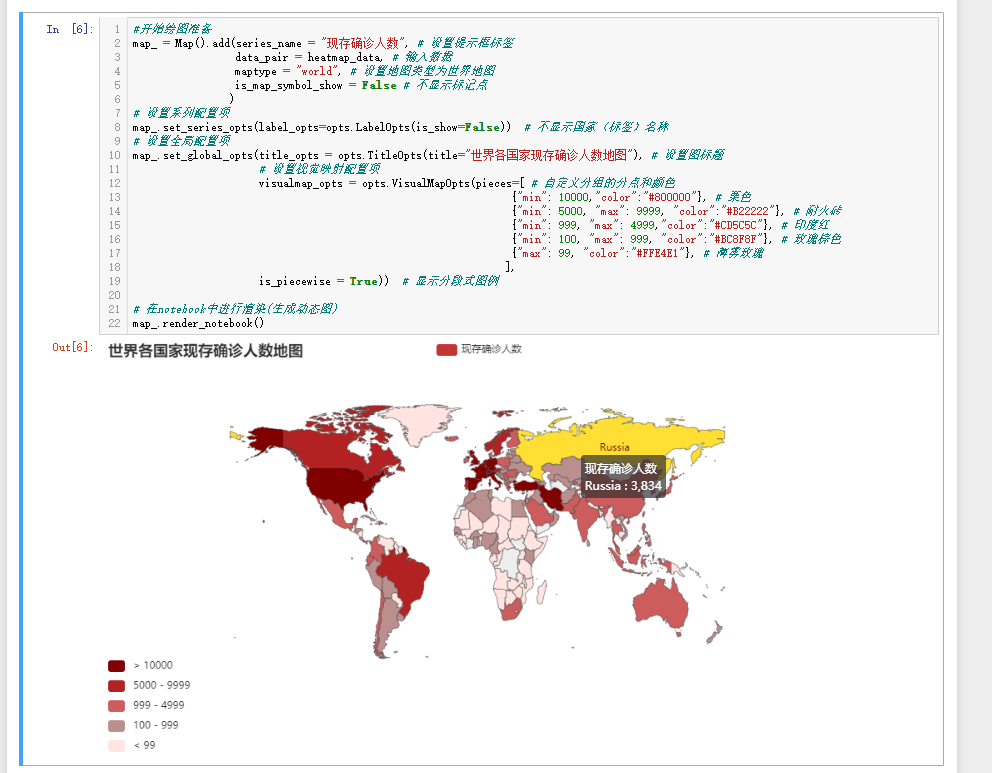 In [6]:
1 #开始绘图准备
2 map_ = Map().add(series_name = "现存确诊人数", # 设置提示框标签
3 data_pair = heatmap_data, # 输入数据
4 maptype = "world", # 设置地图类型为世界地图
5 is_map_symbol_show = False # 不显示标记点
6 )
7 # 设置系列配置项
8 map_.set_series_opts(label_opts=opts.LabelOpts(is_show=False)) # 不显示国家（标签）名称
9 # 设置全局配置项
10 map_.set_global_opts(title_opts = opts.TitleOpts(title="世界各国家现存确诊人数地图"), # 设置图标题
11 # 设置视觉映射配置项
12 visualmap_opts = opts.VisualMapOpts(pieces=[ # 自定义分组的分点和颜色
13 {"min": 10000,"color":"#800000"}, # 栗色
14 {"min": 5000, "max": 9999, "color":"#B22222"}, # 耐火砖
15 {"min": 999, "max": 4999,"color":"#CD5C5C"}, # 印度红
16 {"min": 100, "max": 999, "color":"#BC8F8F"}, # 玫瑰棕色
17 {"max": 99, "color":"#FFE4E1"}, # 薄雾玫瑰
18 ],
19 is_piecewise = True)) # 显示分段式图例
20
21 # 在notebook中进行渲染(生成动态图)
22 map_.render_notebook()
Out[6]:
世界各国家现存确诊人数地图
现存确诊人数
Russia
现存确诊人数
Russia : 3,834
> 10000
5000 - 9999
999 - 4999
100 - 999
< 99